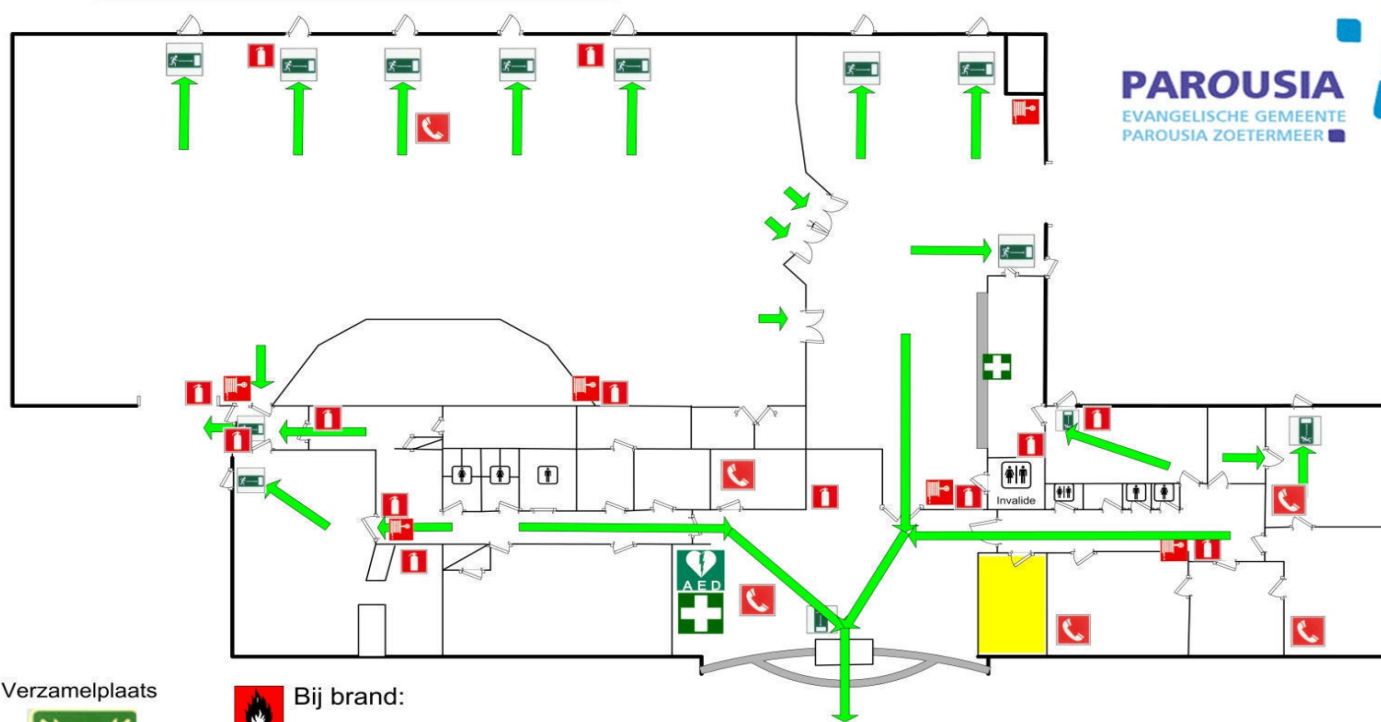 PAROUSIA
EVANGELISCHE GEMEENTE
PAROUSIA ZOETERMEER
Invalide
AED
Verzamelplaats
Bij brand: